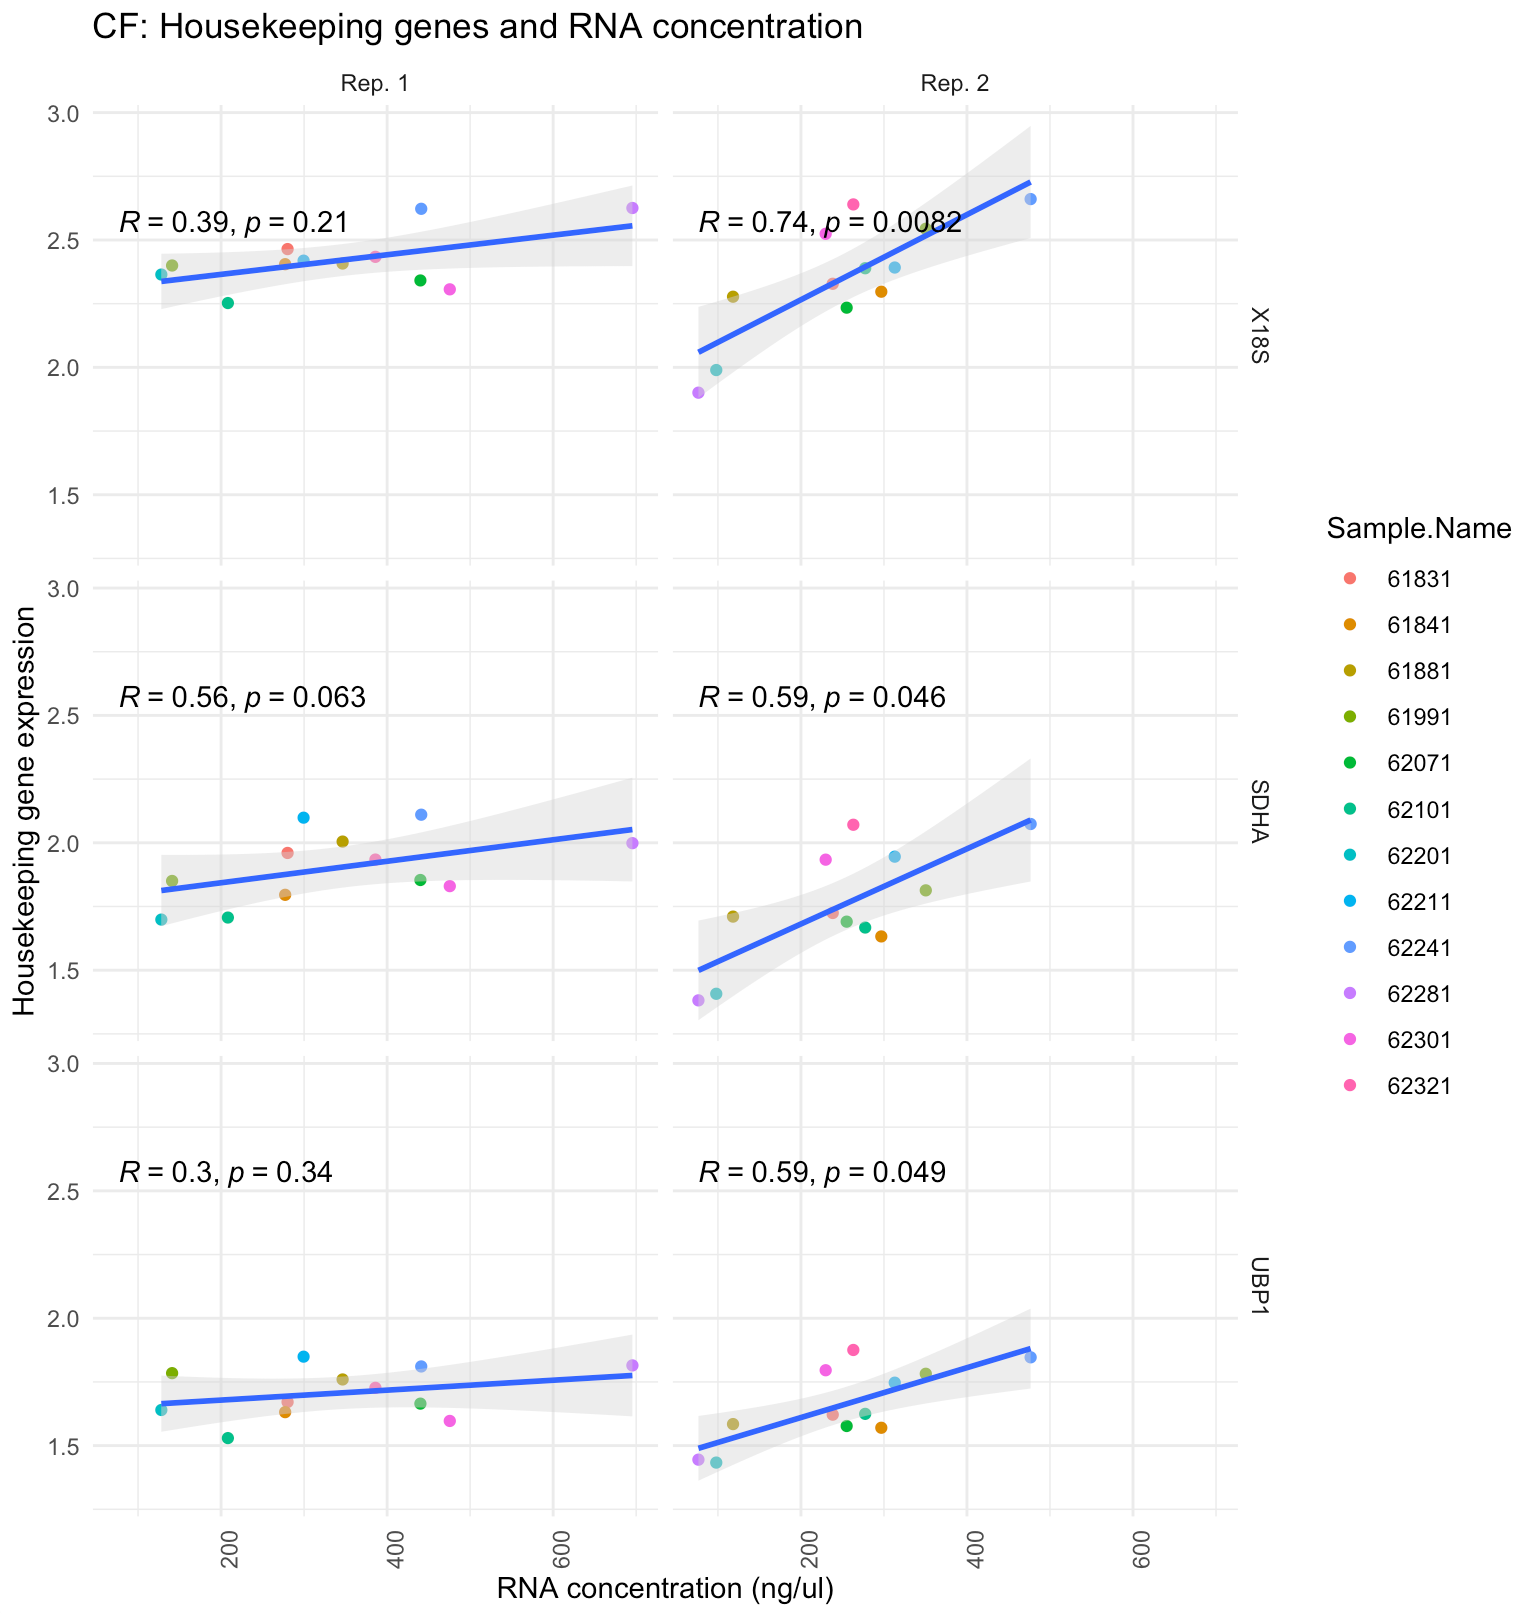 CF: Housekeeping genes and RNA concentration
Rep. 1
Rep. 2
3.0
2.5
2.0
1.5
R = 0.39, p = 0.21
R = 0.74, p = 0.0082
X18S
3.0
2.5
2.0
1.5
R = 0.56, p = 0.063
R = 0.59, p = 0.046
SDHA
3.0
2.5
2.0
1.5
R = 0.3, p = 0.34
R = 0.59, p = 0.049
UBP1
Housekeeping gene expression
200
400
600
200
400
600
RNA concentration (ng/ul)
Sample.Name
61831
61841
61881
61991
62071
62101
62201
62211
62241
62281
62301
62321